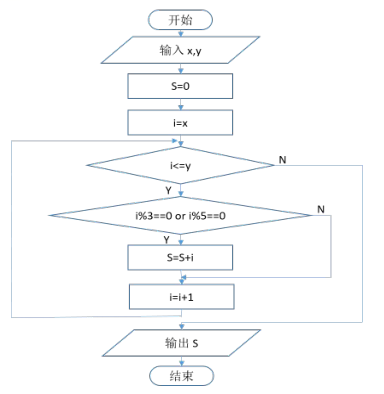 开始
输入 x,y
S=0
i=x
i<=y
N
Y
i%3==0 or i%5==0
N
Y
S=S+i
i=i+1
输出 S
结束